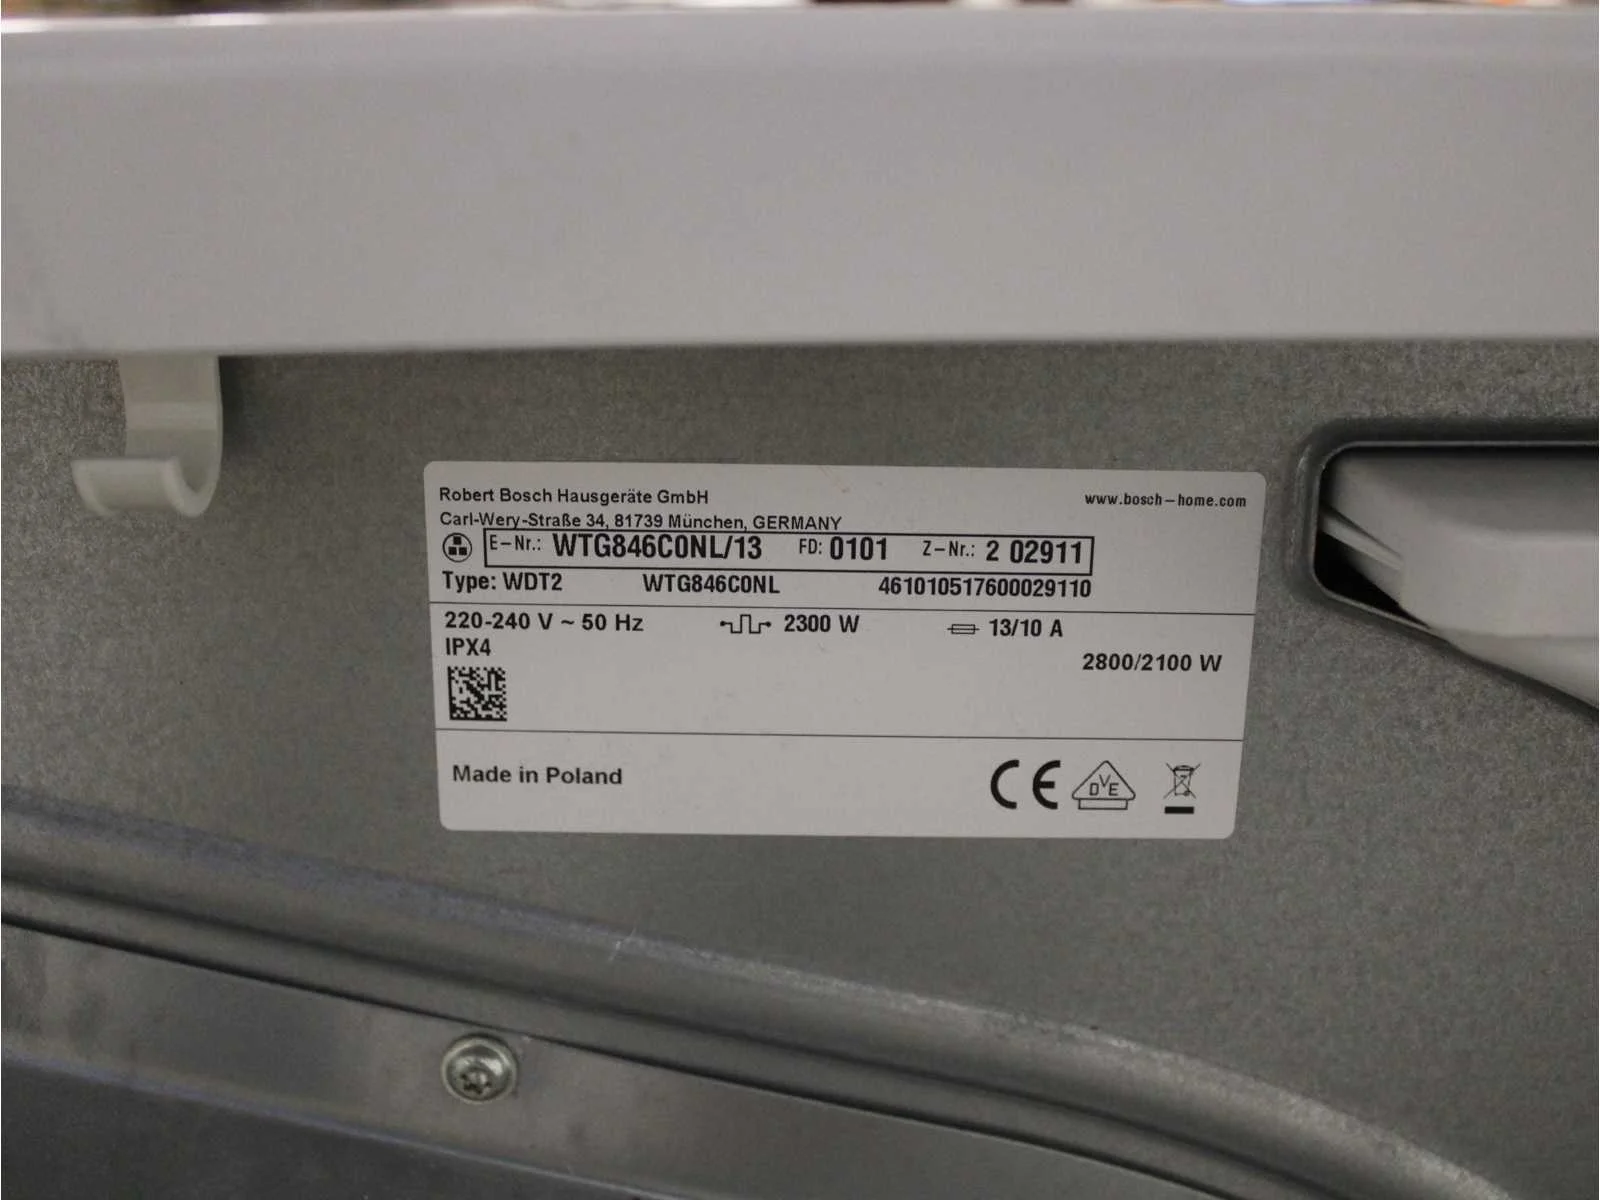 Robert Bosch Hausgeräte GmbH www.bosch-home.com
Carl-Wery-Straße 34, 81739 München, GERMANY
E-Nr.: WTG846C0NL/13 FD: 0101 Z-Nr.: 2 02911
Type: WDT2 WTG846C0NL 461010517600029110
220-240 V ~ 50 Hz 2300 W 13/10 A
IPX4
2800/2100 W
Made in Poland CE DVE